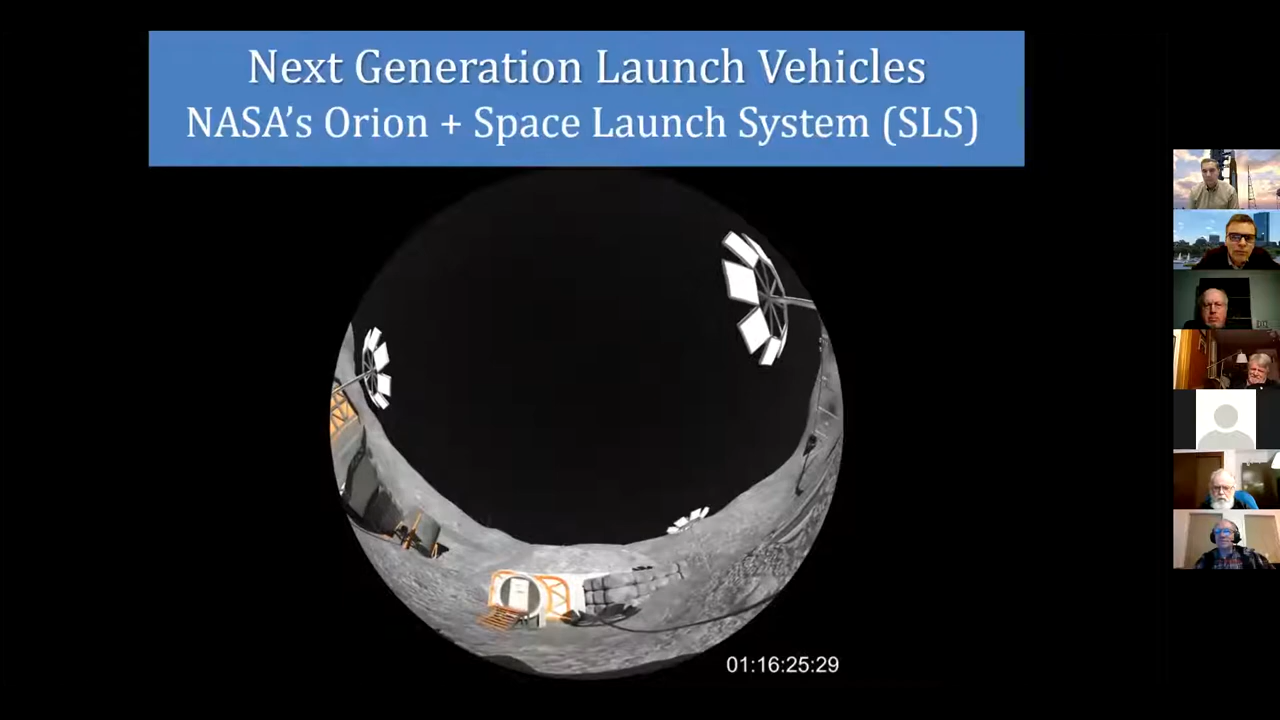 Next Generation Launch Vehicles
NASA's Orion + Space Launch System (SLS)
01:16:25:29